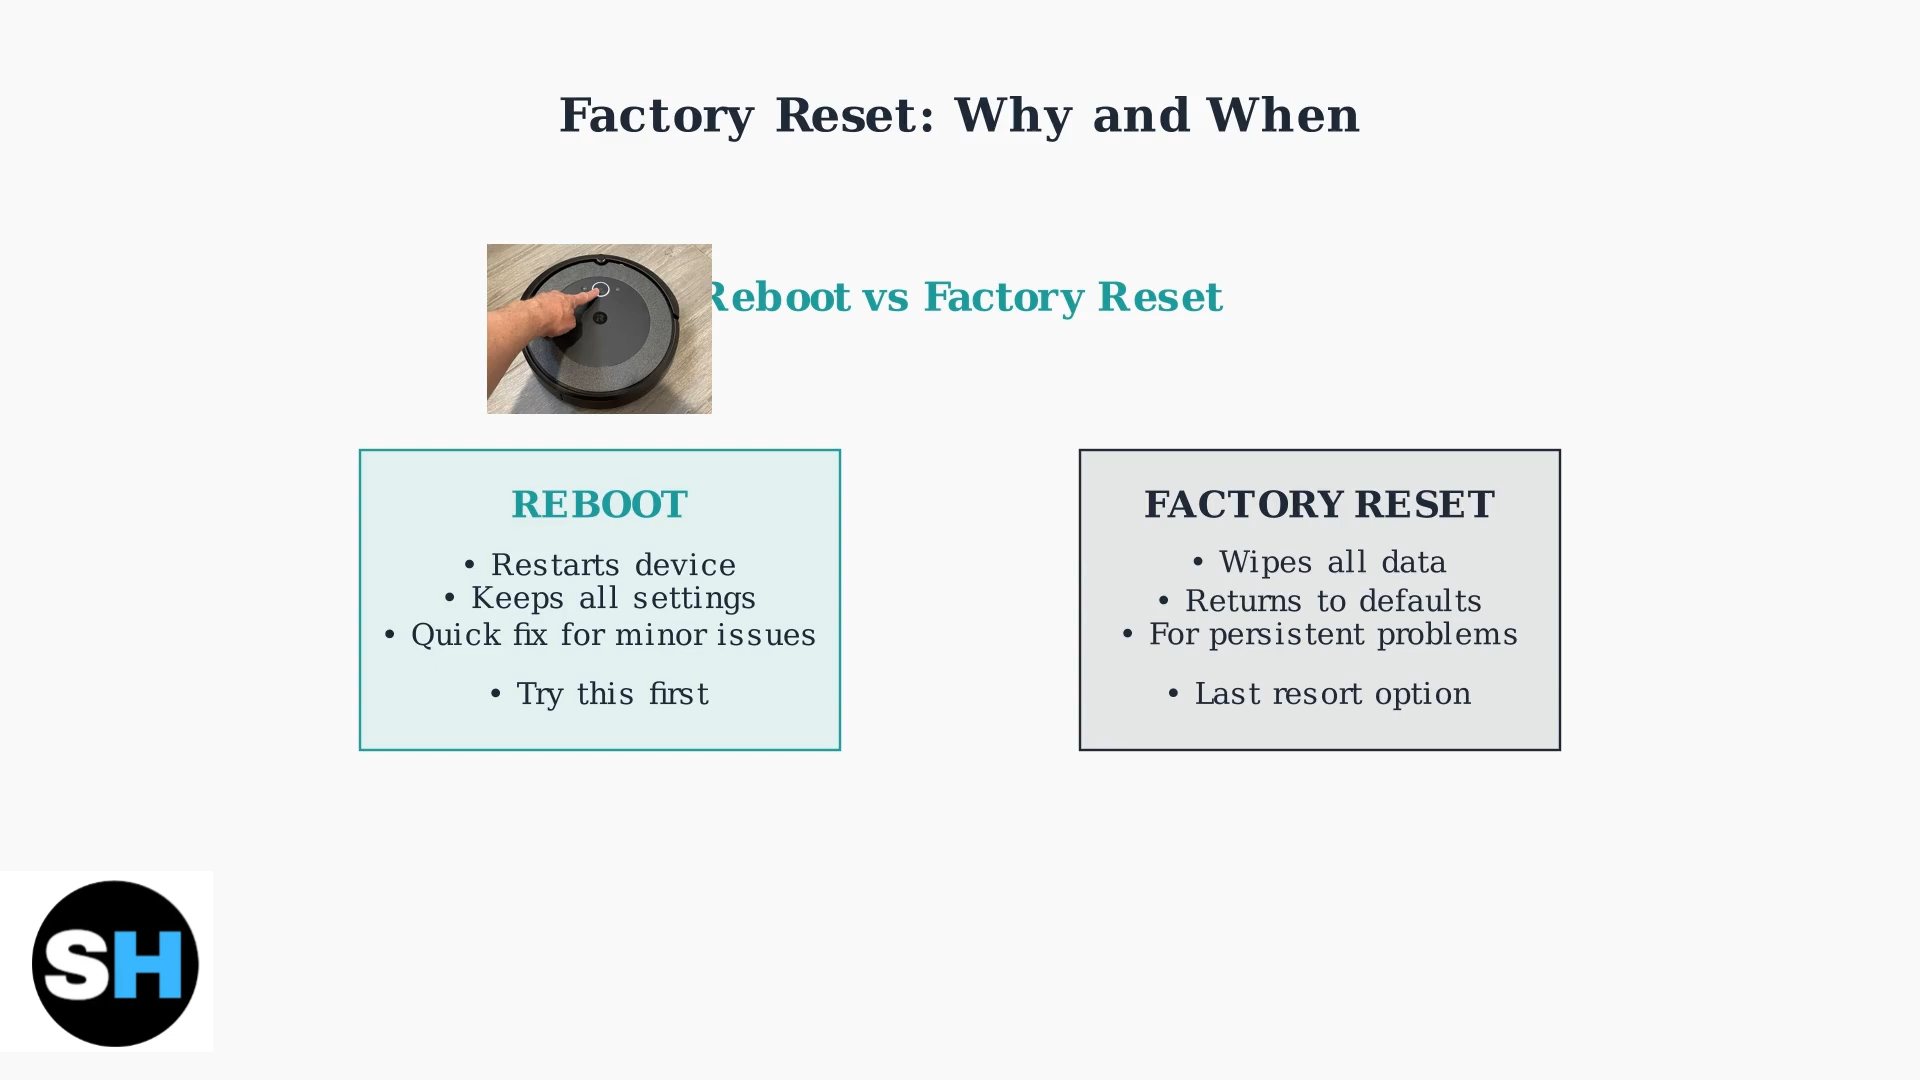 Factory Reset: Why and When
Reboot vs Factory Reset
REBOOT
• Restarts device
• Keeps all settings
• Quick fix for minor issues
• Try this first
FACTORY RESET
• Wipes all data
• Returns to defaults
• For persistent problems
• Last resort option
SH